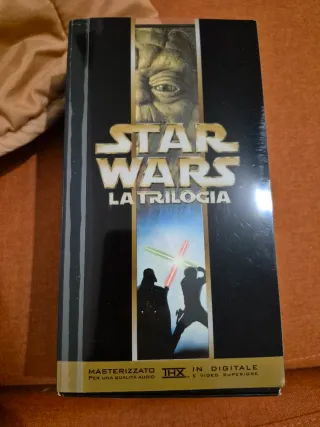 STAR
WARS
LA TRILOGIA
MASTERIZZATO THX IN DIGITALE
PER UNA QUALITÀ AUDIO E VIDEO SUPERIORE